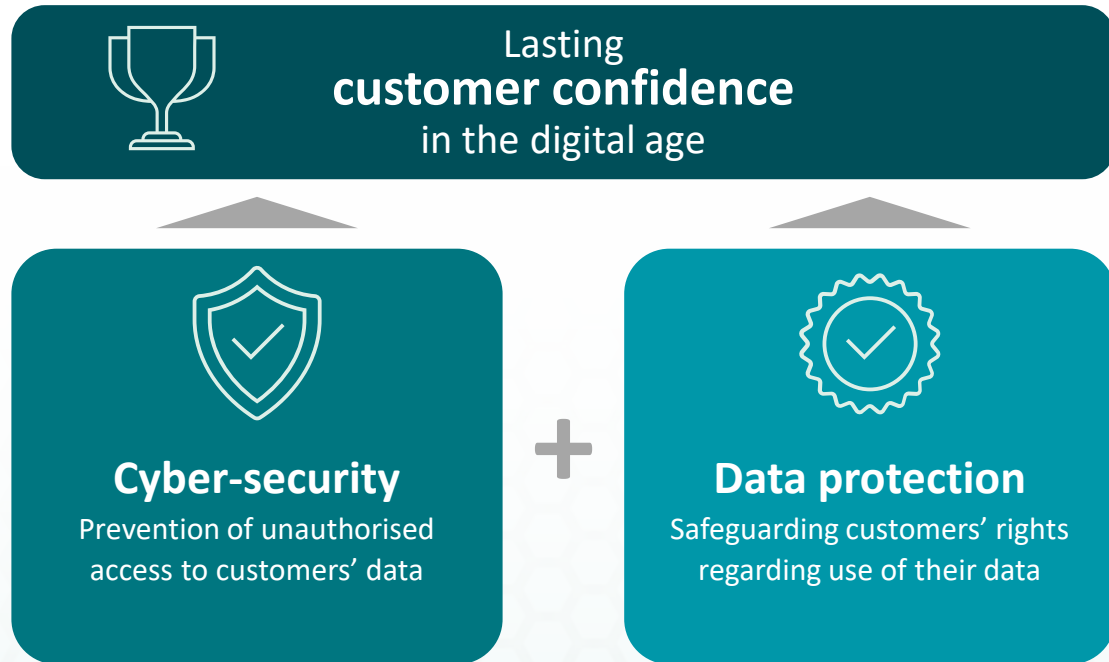 Lasting
customer confidence
in the digital age
Cyber-security
Prevention of unauthorised
access to customers’ data
+
Data protection
Safeguarding customers’ rights
regarding use of their data